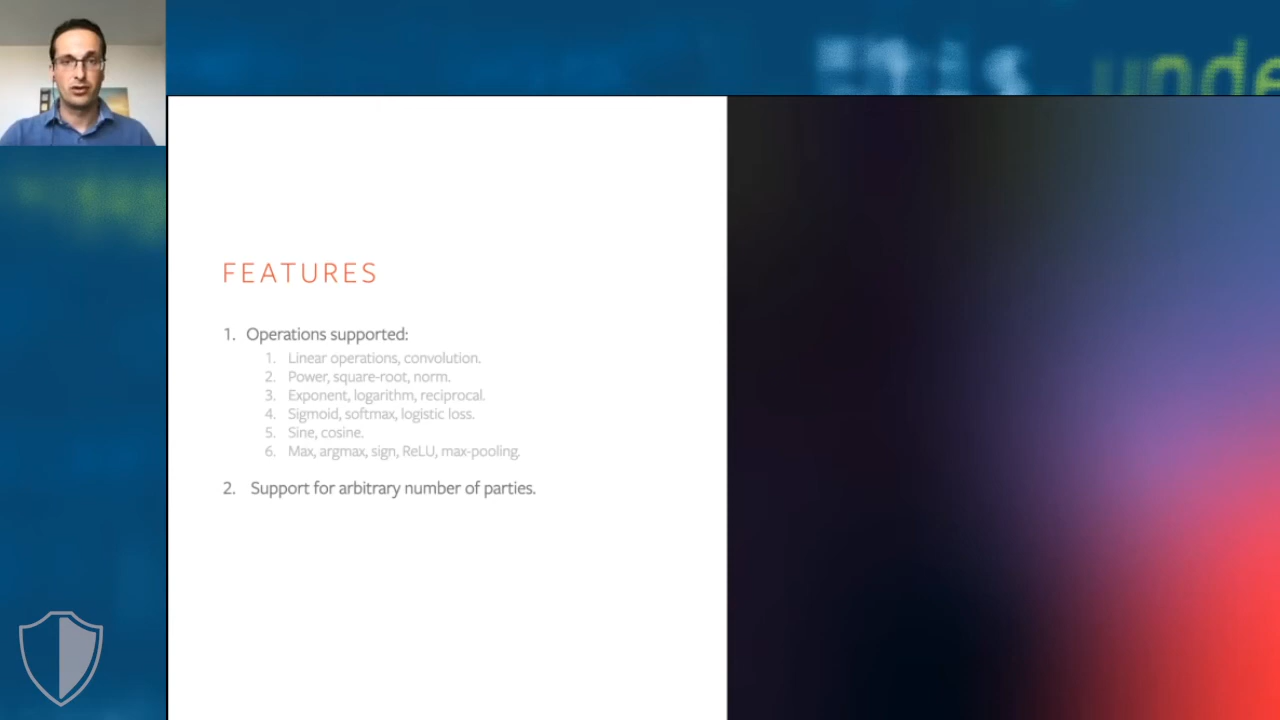 unde
FEATURES
1. Operations supported:
1. Linear operations, convolution.
2. Power, square-root, norm.
3. Exponent, logarithm, reciprocal.
4. Sigmoid, softmax, logistic loss.
5. Sine, cosine.
6. Max, argmax, sign, ReLU, max-pooling.
2. Support for arbitrary number of parties.